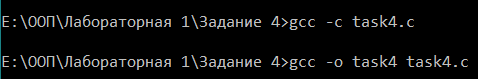 E:\ООП\Лабораторная 1\Задание 4>gcc -c task4.c
E:\ООП\Лабораторная 1\Задание 4>gcc -o task4 task4.c